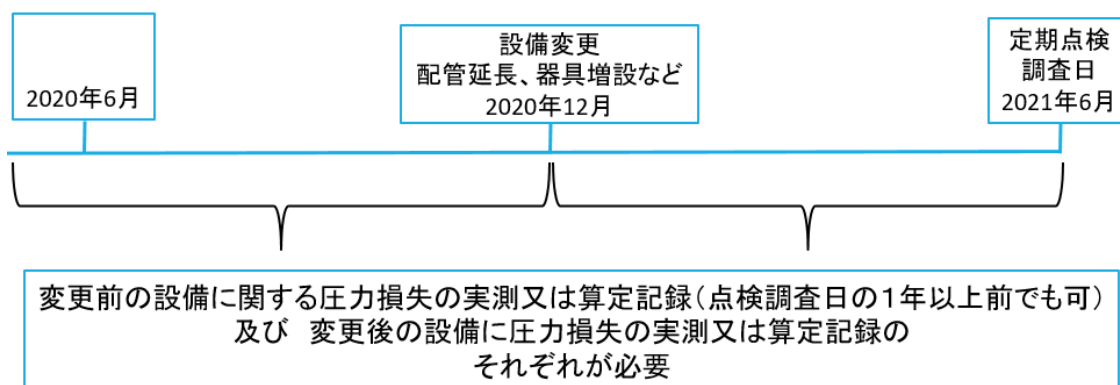 2020年6月
設備変更
配管延長、器具増設など
2020年12月
定期点検
調査日
2021年6月
変更前の設備に関する圧力損失の実測又は算定記録（点検調査日の１年以上前でも可）
及び　変更後の設備に圧力損失の実測又は算定記録の
それぞれが必要